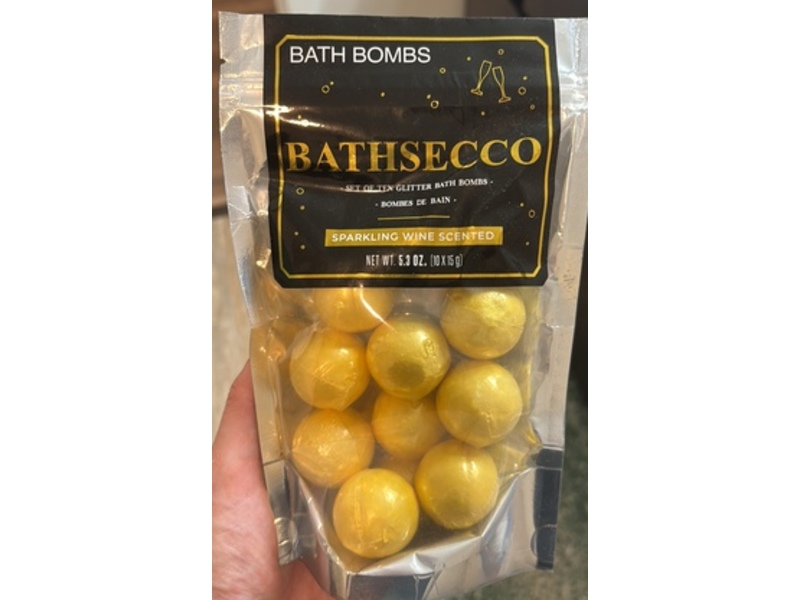 BATH BOMBS
BATHSECCO
- SET OF TEN GLITTER BATH BOMBS -
- BOMBES DE BAIN -
SPARKLING WINE SCENTED
NET WT. 5.3 OZ. (10 X 15 g)